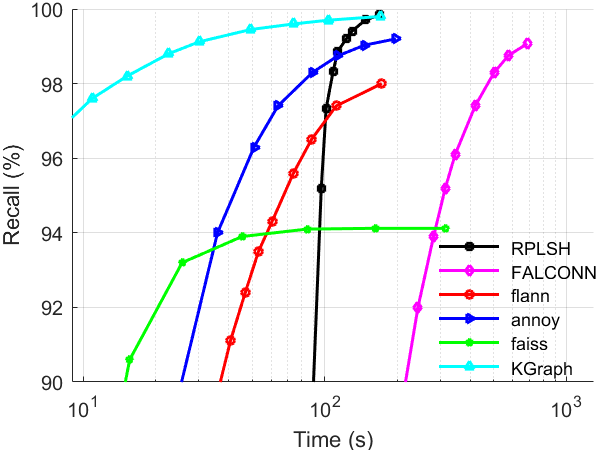 100
98
96
94
92
90
Recall (%)
10^1
10^2
10^3
Time (s)
RPLSH
FALCONN
flann
annoy
faiss
KGraph